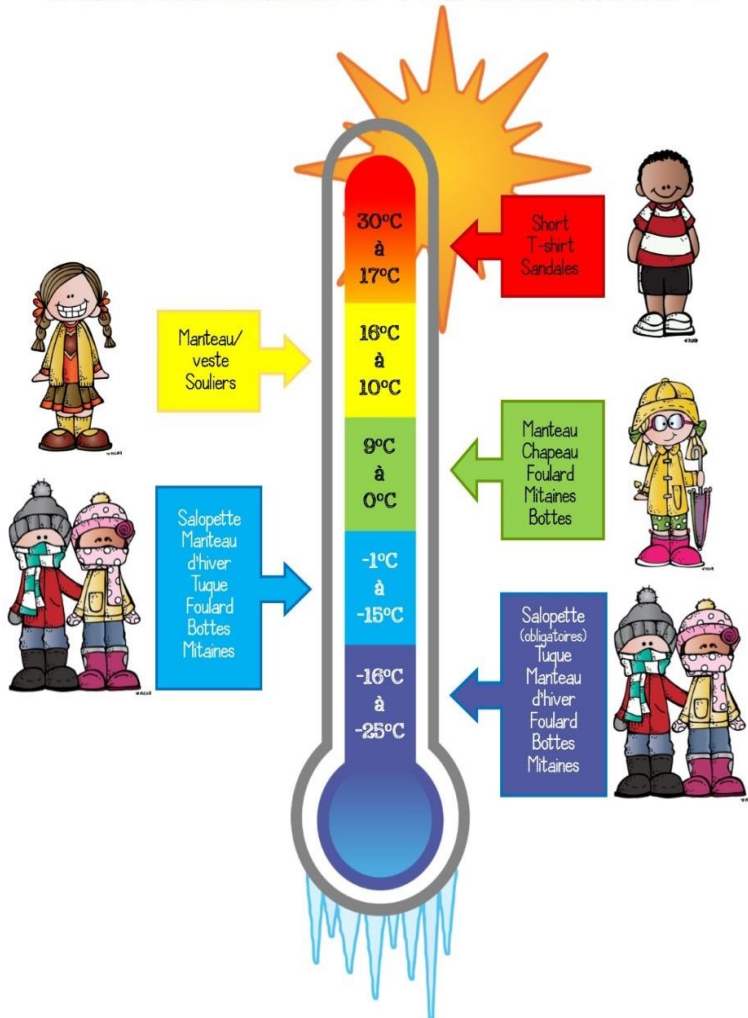 30°C
à
17°C
Short
T-shirt
Sandales
Manteau/
veste
Souliers
16°C
à
10°C
9°C
à
0°C
Manteau
Chapeau
Foulard
Mitaines
Bottes
Salopette
Manteau
d'hiver
Tuque
Foulard
Bottes
Mitaines
-1°C
à
-15°C
-16°C
à
-25°C
Salopette
(obligatoires)
Tuque
Manteau
d'hiver
Foulard
Bottes
Mitaines